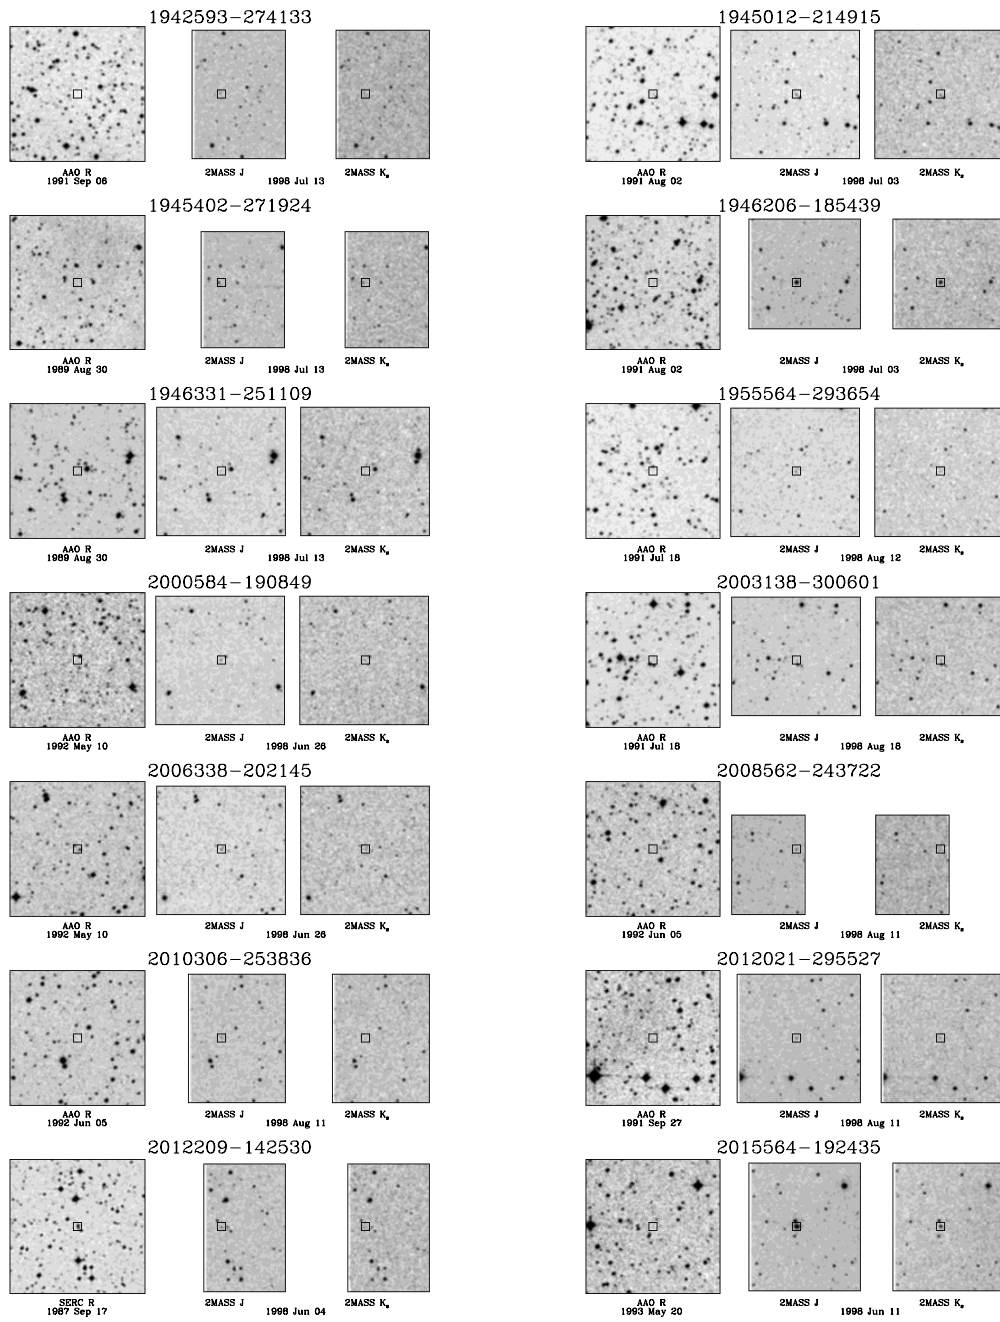 1942593−274133
AAO R
1991 Sep 06
2MASS J
1998 Jul 13
2MASS Ks
1945012−214915
AAO R
1991 Aug 02
2MASS J
1998 Jul 03
2MASS Ks
1945402−271924
AAO R
1989 Aug 30
2MASS J
1998 Jul 13
2MASS Ks
1946206−185439
AAO R
1991 Aug 02
2MASS J
1998 Jul 03
2MASS Ks
1946331−251109
AAO R
1989 Aug 30
2MASS J
1998 Jul 13
2MASS Ks
1955564−293654
AAO R
1991 Jul 18
2MASS J
1998 Aug 12
2MASS Ks
2000584−190849
AAO R
1992 May 10
2MASS J
1998 Jun 26
2MASS Ks
2003138−300601
AAO R
1991 Jul 18
2MASS J
1998 Aug 18
2MASS Ks
2006338−202145
AAO R
1992 May 10
2MASS J
1998 Jun 26
2MASS Ks
2008562−243722
AAO R
1992 Jun 05
2MASS J
1998 Aug 11
2MASS Ks
2010306−253836
AAO R
1992 Jun 05
2MASS J
1998 Aug 11
2MASS Ks
2012021−295527
AAO R
1991 Sep 27
2MASS J
1998 Aug 11
2MASS Ks
2012209−142530
SERC R
1987 Sep 17
2MASS J
1998 Jun 04
2MASS Ks
2015564−192435
AAO R
1993 May 20
2MASS J
1998 Jun 11
2MASS Ks